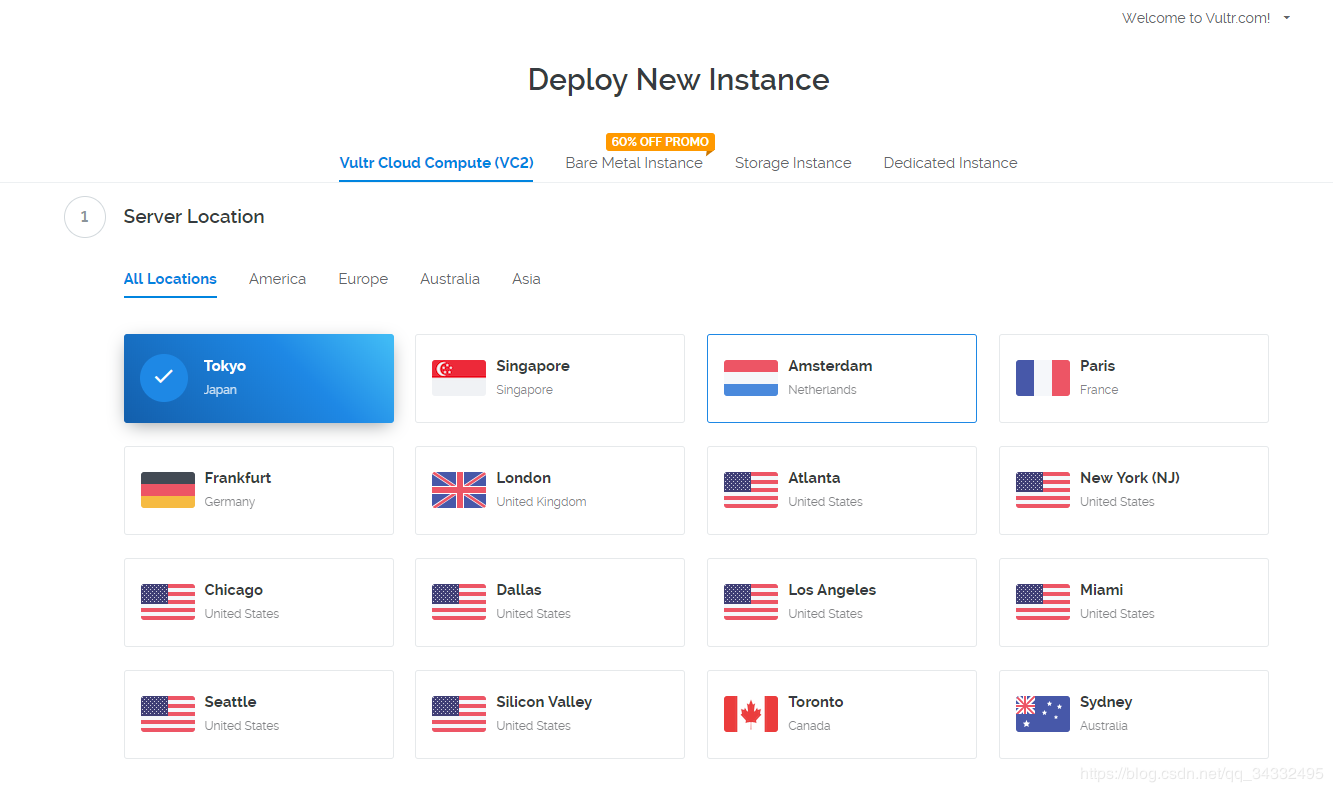 Welcome to Vultr.com!
Deploy New Instance
60% OFF PROMO
Vultr Cloud Compute (VC2) Bare Metal Instance Storage Instance Dedicated Instance
1 Server Location
All Locations America Europe Australia Asia
Tokyo Singapore Amsterdam Paris
Japan Singapore Netherlands France
Frankfurt London Atlanta New York (NJ)
Germany United Kingdom United States United States
Chicago Dallas Los Angeles Miami
United States United States United States United States
Seattle Silicon Valley Toronto Sydney
United States United States Canada Australia
https://blog.csdn.net/qq_34332495